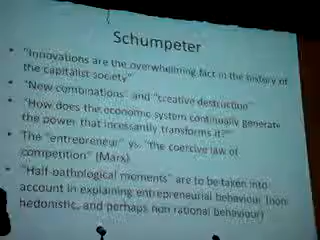 Schumpeter
• "Innovations are the overwhelming fact in the history of
the capitalist society"
• "New combinations" and "creative destruction"
• "How does the economic system continually generate
the power that incessantly transforms it?"
• The "entrepreneur" vs. "the coercive law of
competition" (Marx)
• "Half-pathological moments" are to be taken into
account in explaining entrepreneurial behaviour (non-
hedonistic, and perhaps non rational behaviour)